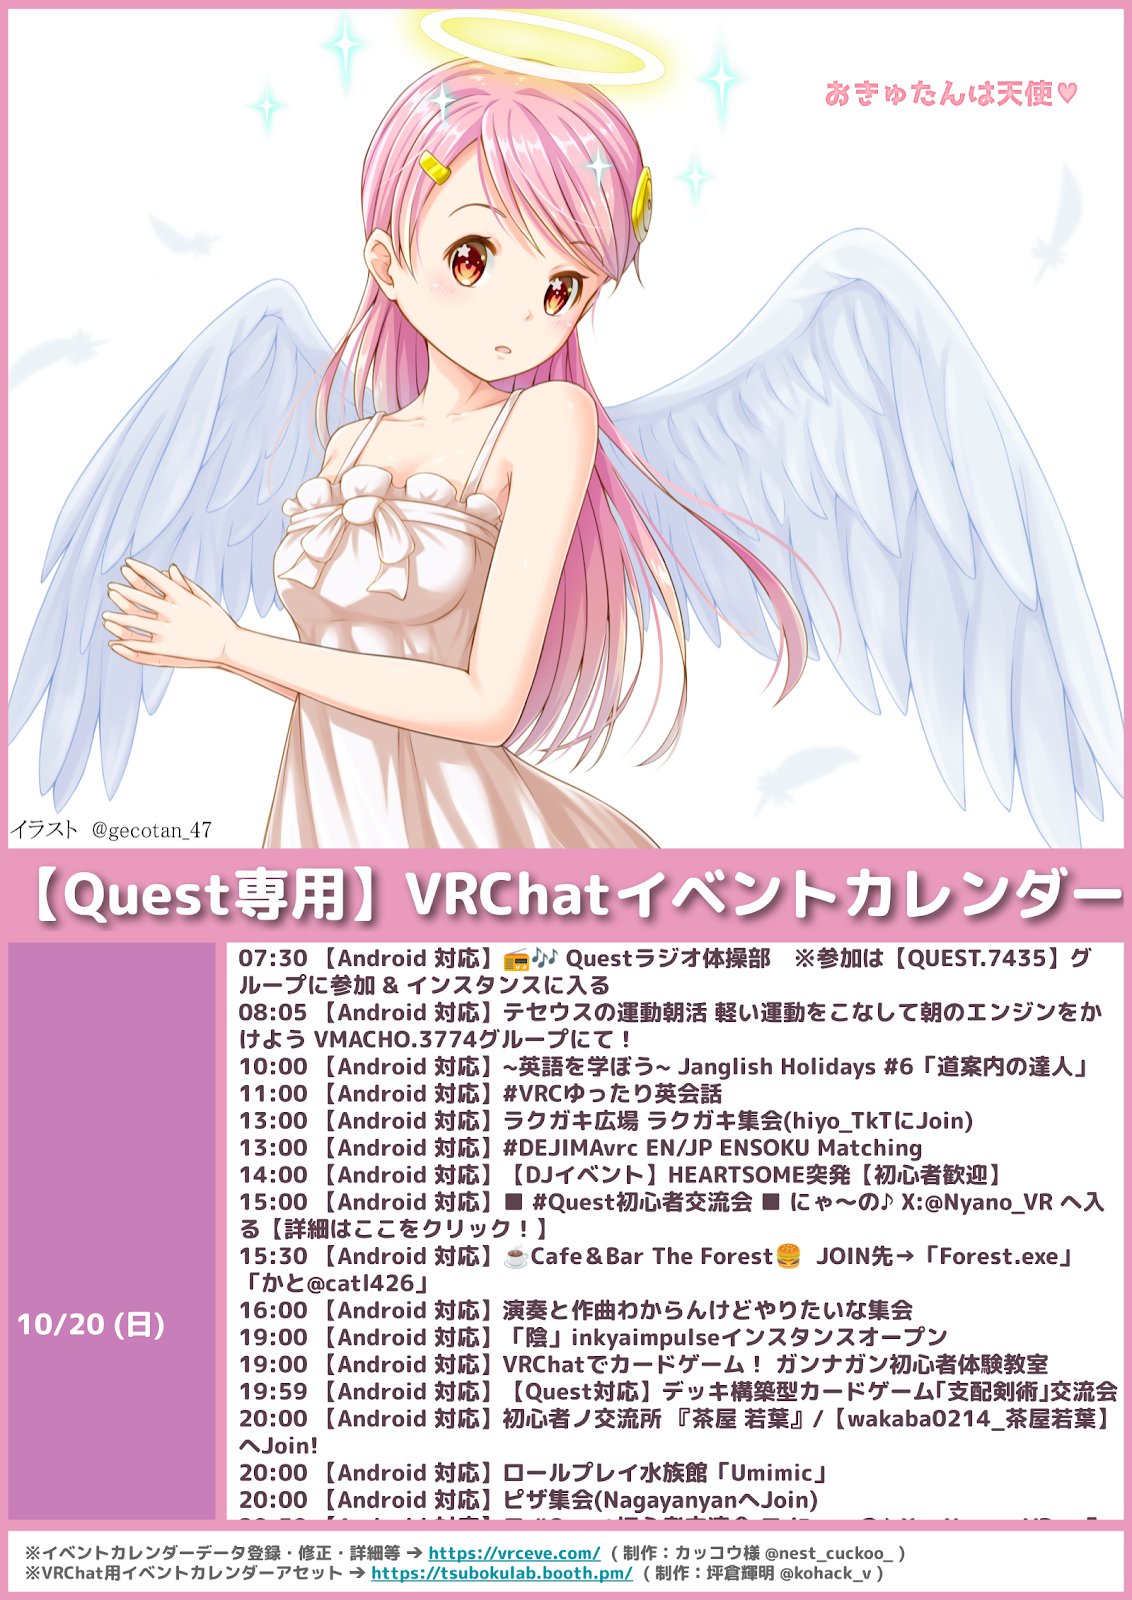 おきゅたんは天使♥
イラスト @gecotan_47
【Quest専用】VRChatイベントカレンダー
10/20 (日)
07:30 【Android 対応】📻🎶 Questラジオ体操部 ※参加は【QUEST.7435】グ
ループに参加 & インスタンスに入る
08:05 【Android 対応】テセウスの運動朝活 軽い運動をこなして朝のエンジンをか
けよう VMACHO.3774グループにて！
10:00 【Android 対応】~英語を学ぼう~ Janglish Holidays #6「道案内の達人」
11:00 【Android 対応】#VRCゆったり英会話
13:00 【Android 対応】ラクガキ広場 ラクガキ集会(hiyo_TkTにJoin)
13:00 【Android 対応】#DEJIMAvrc EN/JP ENSOKU Matching
14:00 【Android 対応】【DJイベント】HEARTSOME突発【初心者歓迎】
15:00 【Android 対応】■ #Quest初心者交流会 ■ にゃ〜の♪ X:@Nyano_VR へ入
る【詳細はここをクリック！】
15:30 【Android 対応】☕Cafe＆Bar The Forest🍔 JOIN先→「Forest.exe」
「かと@catl426」
16:00 【Android 対応】演奏と作曲わからんけどやりたいな集会
19:00 【Android 対応】「陰」inkyaimpulseインスタンスオープン
19:00 【Android 対応】VRChatでカードゲーム！ ガンナガン初心者体験教室
19:59 【Android 対応】【Quest対応】デッキ構築型カードゲーム｢支配剣術｣交流会
20:00 【Android 対応】初心者ノ交流所 『茶屋 若葉』/【wakaba0214_茶屋若葉】
へJoin!
20:00 【Android 対応】ロールプレイ水族館「Umimic」
20:00 【Android 対応】ピザ集会(NagayanyanへJoin)
※イベントカレンダーデータ登録・修正・詳細等 → https://vrceve.com/ ( 制作：カッコウ様 @nest_cuckoo_ )
※VRChat用イベントカレンダーアセット → https://tsubokulab.booth.pm/ ( 制作：坪倉輝明 @kohack_v )